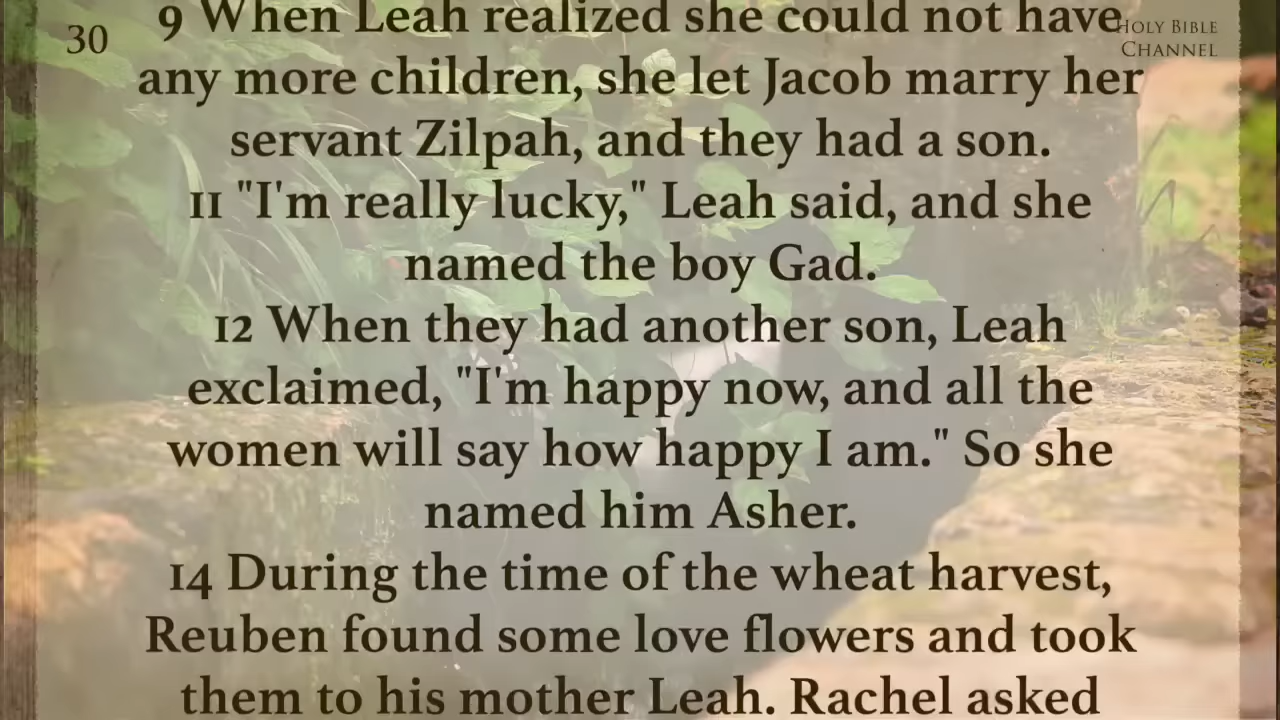 30
9 When Leah realized she could not have
HOLY BIBLE
CHANNEL
any more children, she let Jacob marry her
servant Zilpah, and they had a son.
11 "I'm really lucky," Leah said, and she
named the boy Gad.
12 When they had another son, Leah
exclaimed, "I'm happy now, and all the
women will say how happy I am." So she
named him Asher.
14 During the time of the wheat harvest,
Reuben found some love flowers and took
them to his mother Leah. Rachel asked